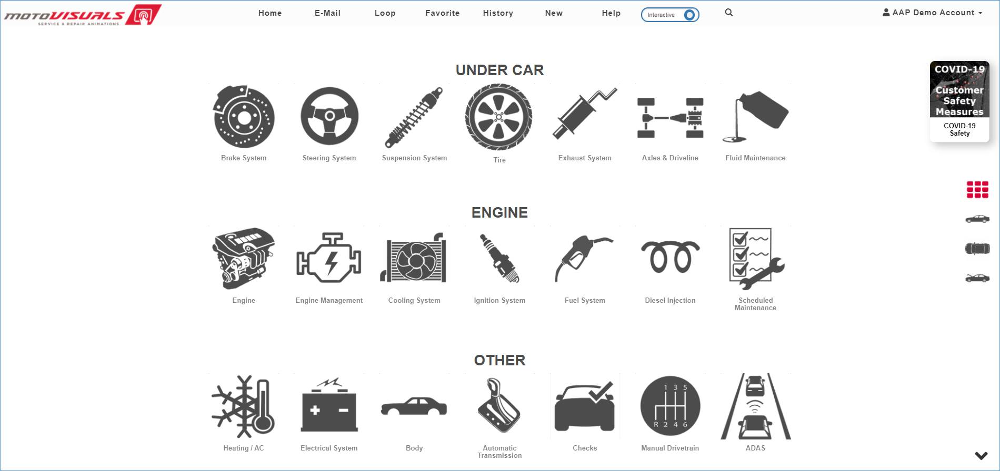 MOTOVISUALS
SERVICE & REPAIR ANIMATIONS
Home
E-Mail
Loop
Favorite
History
New
Help
Interactive
AAP Demo Account
UNDER CAR
Brake System
Steering System
Suspension System
Tire
Exhaust System
Axles & Driveline
Fluid Maintenance
COVID-19
Customer
Safety
Measures
COVID-19
Safety
ENGINE
Engine
Engine Management
Cooling System
Ignition System
Fuel System
Diesel Injection
Scheduled
Maintenance
OTHER
1 3 5
R 2 4 6
Heating / AC
Electrical System
Body
Automatic
Transmission
Checks
Manual Drivetrain
ADAS